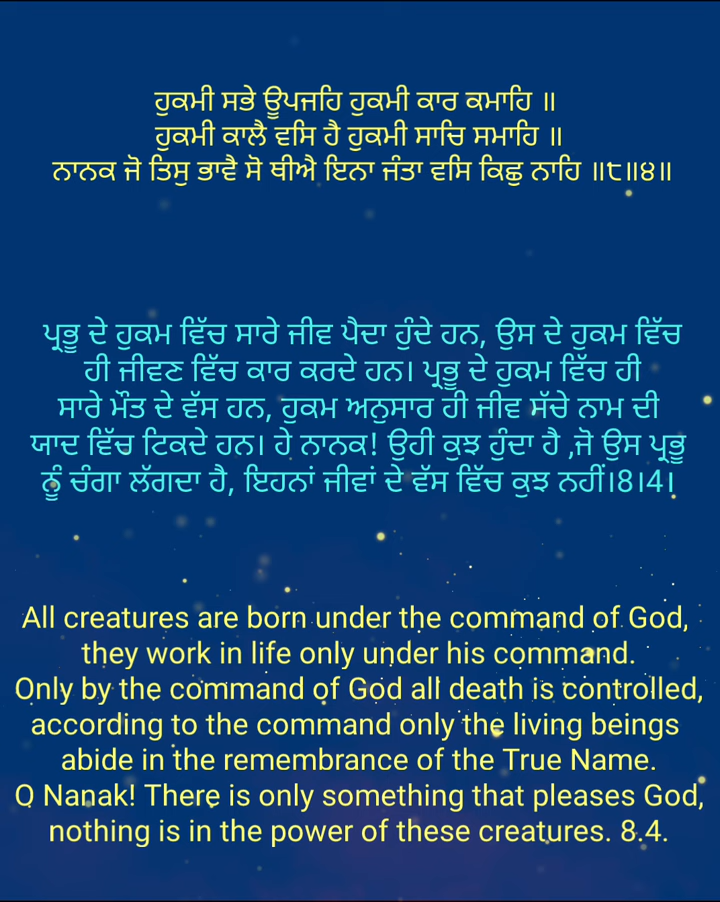 ਹੁਕਮੀ ਸਭੇ ਊਪਜਹਿ ਹੁਕਮੀ ਕਾਰ ਕਮਾਹਿ ॥
ਹੁਕਮੀ ਕਾਲੈ ਵਸਿ ਹੈ ਹੁਕਮੀ ਸਾਚਿ ਸਮਾਹਿ ॥
ਨਾਨਕ ਜੋ ਤਿਸੁ ਭਾਵੈ ਸੋ ਥੀਐ ਇਨਾ ਜੰਤਾ ਵਸਿ ਕਿਛੁ ਨਾਹਿ ॥੮॥੪॥
ਪ੍ਰਭੂ ਦੇ ਹੁਕਮ ਵਿੱਚ ਸਾਰੇ ਜੀਵ ਪੈਦਾ ਹੁੰਦੇ ਹਨ, ਉਸ ਦੇ ਹੁਕਮ ਵਿੱਚ
ਹੀ ਜੀਵਣ ਵਿੱਚ ਕਾਰ ਕਰਦੇ ਹਨ। ਪ੍ਰਭੂ ਦੇ ਹੁਕਮ ਵਿੱਚ ਹੀ
ਸਾਰੇ ਮੌਤ ਦੇ ਵੱਸ ਹਨ, ਹੁਕਮ ਅਨੁਸਾਰ ਹੀ ਜੀਵ ਸੱਚੇ ਨਾਮ ਦੀ
ਯਾਦ ਵਿੱਚ ਟਿਕਦੇ ਹਨ। ਹੇ ਨਾਨਕ! ਉਹੀ ਕੁਝ ਹੁੰਦਾ ਹੈ ,ਜੋ ਉਸ ਪ੍ਰਭੂ
ਨੂੰ ਚੰਗਾ ਲੱਗਦਾ ਹੈ, ਇਹਨਾਂ ਜੀਵਾਂ ਦੇ ਵੱਸ ਵਿੱਚ ਕੁਝ ਨਹੀਂ।8।4।
All creatures are born under the command of God,
they work in life only under his command.
Only by the command of God all death is controlled,
according to the command only the living beings
abide in the remembrance of the True Name.
O Nanak! There is only something that pleases God,
nothing is in the power of these creatures. 8.4.